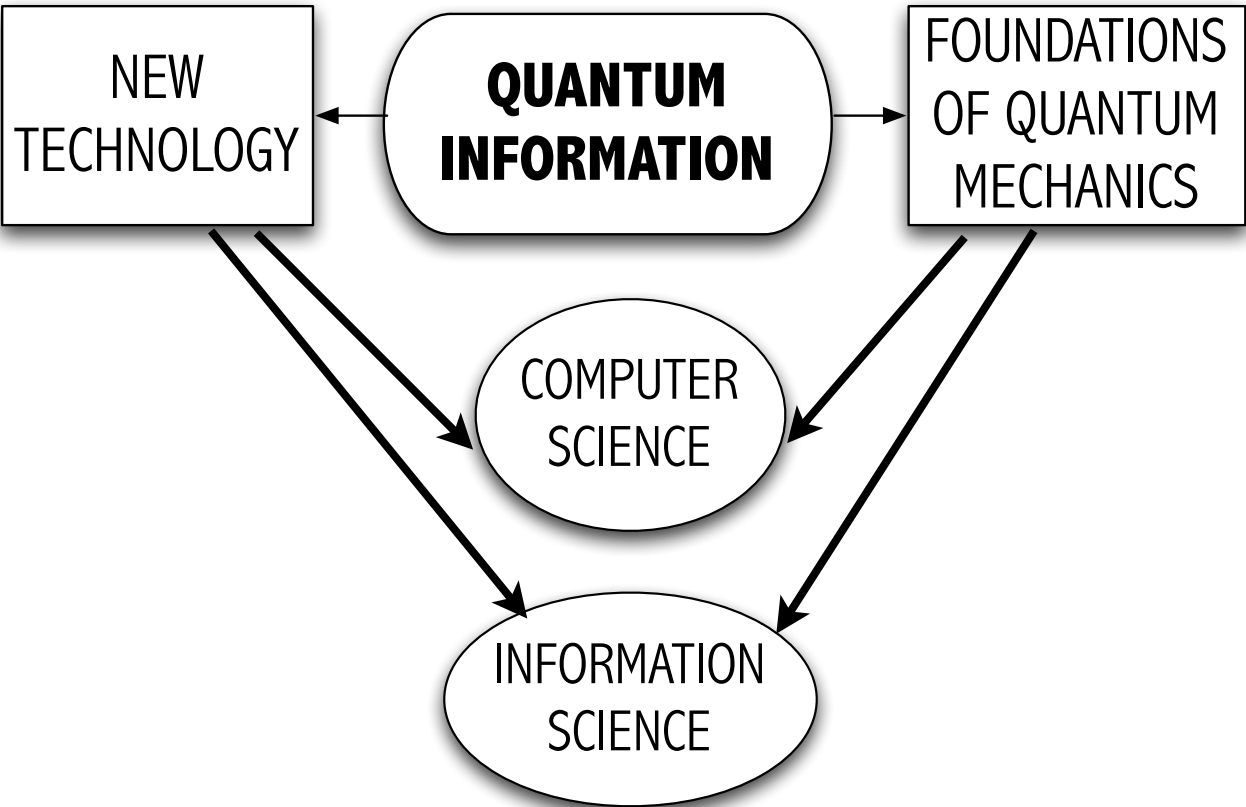 NEW
TECHNOLOGY
QUANTUM
INFORMATION
FOUNDATIONS
OF QUANTUM
MECHANICS
COMPUTER
SCIENCE
INFORMATION
SCIENCE